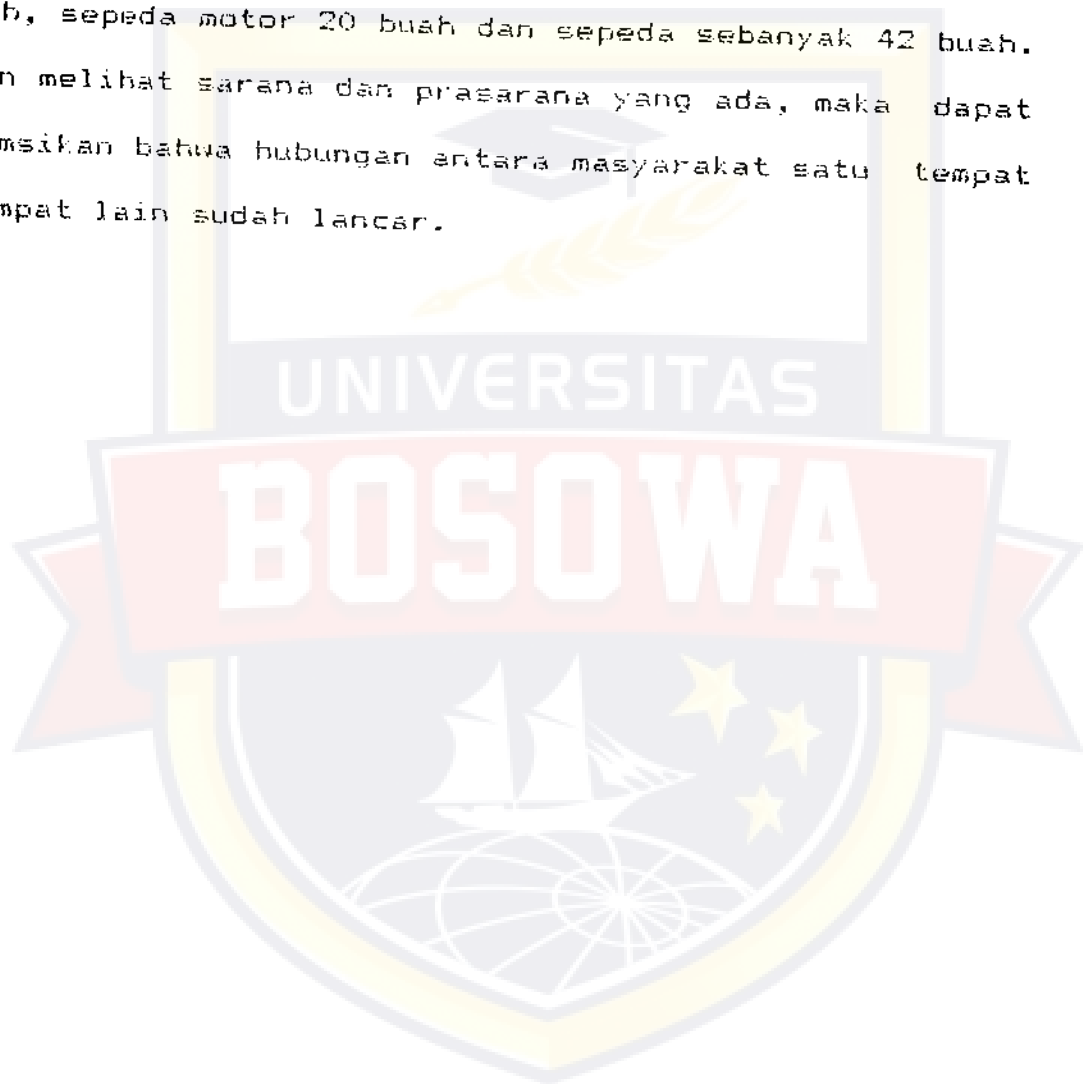 h, sepeda motor 20 buah dan sepeda sebanyak 42 buah.
n melihat sarana dan prasarana yang ada, maka dapat
msikan bahwa hubungan antara masyarakat satu tempat
mpat lain sudah lancar.
UNIVERSITAS
BOSOWA